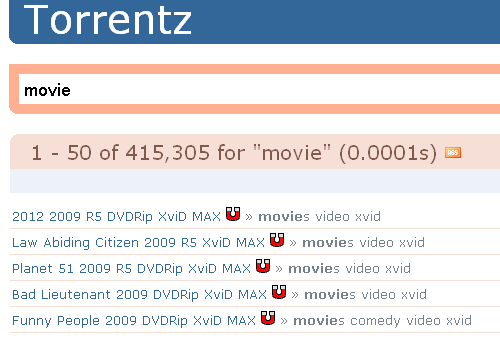 Torrentz
movie
1 - 50 of 415,305 for "movie" (0.0001s) RSS
2012 2009 R5 DVDRip XviD MAX » movies video xvid
Law Abiding Citizen 2009 R5 XviD MAX » movies video xvid
Planet 51 2009 R5 DVDRip XviD MAX » movies video xvid
Bad Lieutenant 2009 DVDRip XviD MAX » movies video xvid
Funny People 2009 DVDRip XviD MAX » movies comedy video xvid